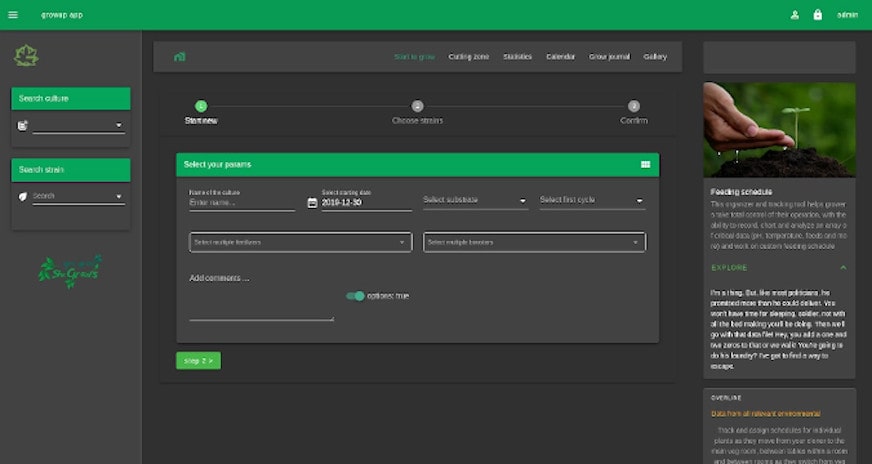 growup app
admin
Start to grow Cutting zone Statistics Calendar Grow journal Gallery
Search culture
Search strain
Search
She Grows
1 2 3
Start new Choose strains Confirm
Select your params
Name of the culture
Enter name...
Select starting date
2019-12-30
Select substrate
Select first cycle
Select multiple fertilizers
Select multiple boosters
Add comments ...
options: true
step 2 >
Feeding schedule
This organizer and tracking tool helps grower
s take total control of their operation, with the
ability to record, chart and analyze an array o
f critical data (pH, temperature, feeds and mo
re) and work on custom feeding schedule
EXPLORE
I'm a thing. But, like most politicians, he
promised more than he could deliver. You
won't have time for sleeping, soldier, not with
all the bed making you'll be doing. Then we'll
go with that data file! Hey, you add a one and
two zeros to that or we walk! You're going to
do his laundry? I've got to find a way to
escape.
OVERLINE
Data from all relevant environmental
Track and assign schedules for individual
plants as they move from your cloner to the
main veg room, between tables within a room
and between rooms as they switch from veg